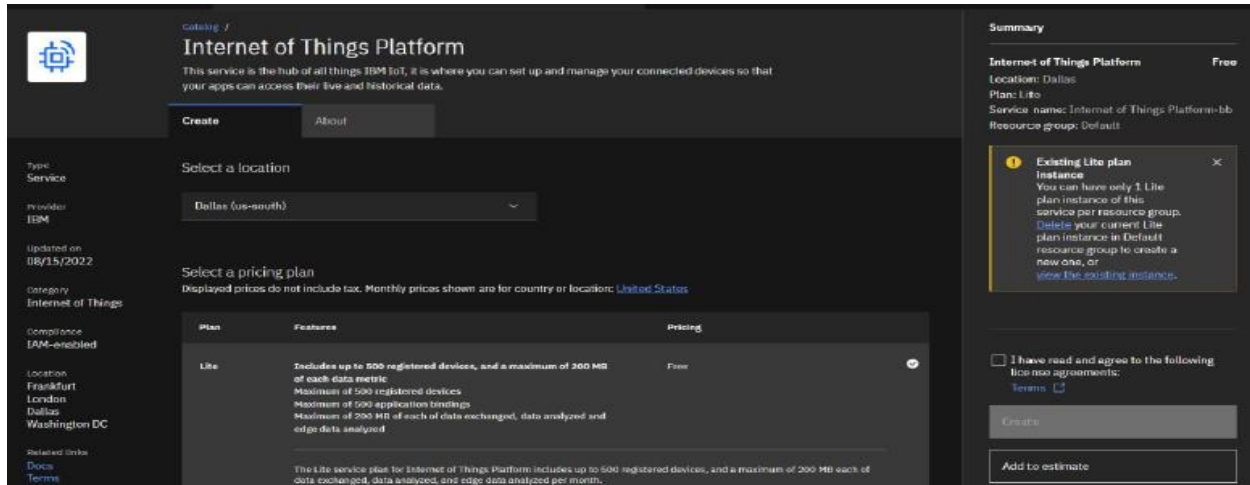 Catalog /
Internet of Things Platform
This service is the hub of all things IBM IoT, it is where you can set up and manage your connected devices so that
your apps can access their live and historical data.
Create
About
Type
Service
Provider
IBM
Updated on
08/15/2022
Category
Internet of Things
Compliance
IAM-enabled
Location
Frankfurt
London
Dallas
Washington DC
Related links
Docs
Terms
Select a location
Dallas (us-south)
Select a pricing plan
Displayed prices do not include tax. Monthly prices shown are for country or location: United States
Plan
Features
Pricing
Lite
Includes up to 500 registered devices, and a maximum of 200 MB
of each data metric
Maximum of 500 registered devices
Maximum of 500 application bindings
Maximum of 200 MB of each of data exchanged, data analyzed and
edge data analyzed
Free
The Lite service plan for Internet of Things Platform includes up to 500 registered devices, and a maximum of 200 MB each of
data exchanged, data analyzed, and edge data analyzed per month.
Summary
Internet of Things Platform
Free
Location: Dallas
Plan: Lite
Service name: Internet of Things Platform-bb
Resource group: Default
Existing Lite plan
instance
You can have only 1 Lite
plan instance of this
service per resource group.
Delete your current Lite
plan instance in Default
resource group to create a
new one, or
view the existing instance.
I have read and agree to the following
license agreements:
Terms
Create
Add to estimate